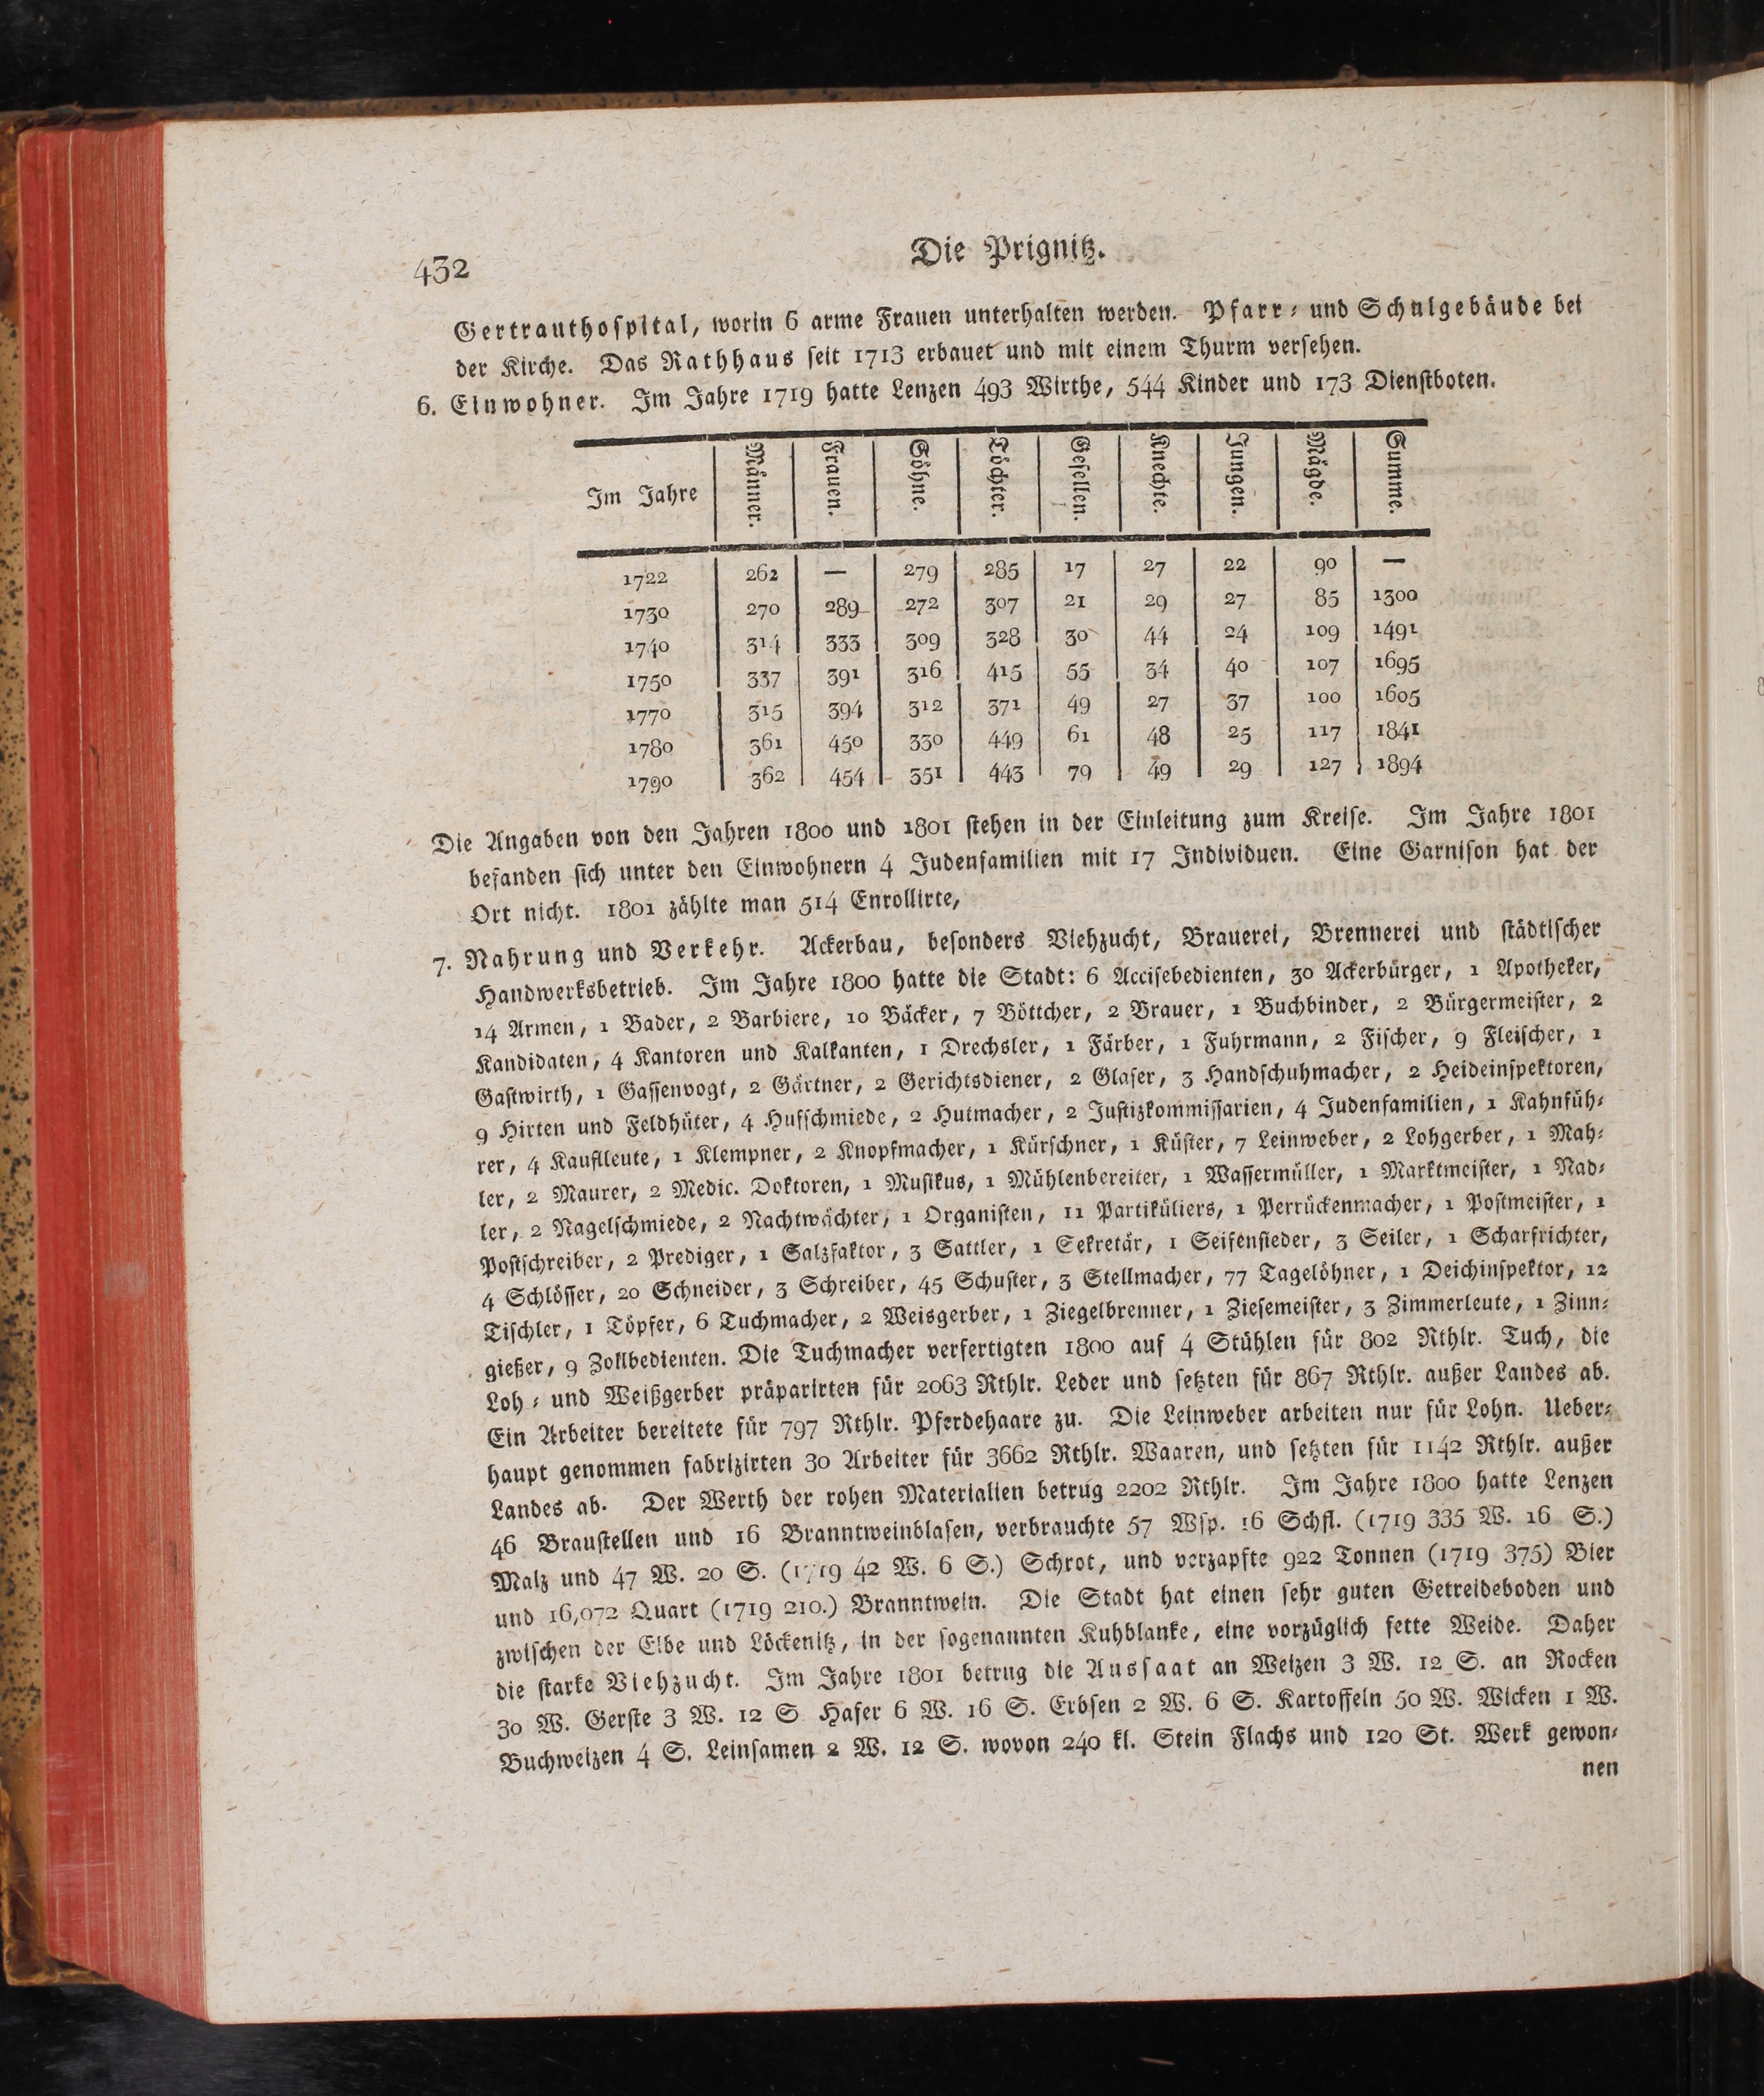 432
Die Prignitz.
Gertrauthospital, worin 6 arme Frauen unterhalten werden. Pfarr- und Schulgebäude bei
der Kirche. Das Rathhaus seit 1713 erbauet und mit einem Thurm versehen.
6. Einwohner. Im Jahre 1719 hatte Lenzen 493 Wirthe, 544 Kinder und 173 Dienstboten.
Im Jahre Männer. Frauen. Söhne. Töchter. Gesellen. Knechte. Jungen. Mägde. Summe.
1722 262 — 279 285 17 27 22 90 —
1730 270 289 272 307 21 29 27 85 1300
1740 314 333 309 328 30 44 24 109 1491
1750 337 391 316 415 55 34 40 107 1695
1770 315 394 312 371 49 27 37 100 1605
1780 361 450 330 449 61 48 25 117 1841
1790 362 454 351 443 79 49 29 127 1894
Die Angaben von den Jahren 1800 und 1801 stehen in der Einleitung zum Kreise. Im Jahre 1801
befanden sich unter den Einwohnern 4 Judenfamilien mit 17 Individuen. Eine Garnison hat der
Ort nicht. 1801 zählte man 514 Enrollirte,
7. Nahrung und Verkehr. Ackerbau, besonders Viehzucht, Brauerei, Brennerei und städtischer
Handwerksbetrieb. Im Jahre 1800 hatte die Stadt: 6 Accisebedienten, 30 Ackerbürger, 1 Apotheker,
14 Armen, 1 Bader, 2 Barbiere, 10 Bäcker, 7 Böttcher, 2 Brauer, 1 Buchbinder, 2 Bürgermeister, 2
Kandidaten, 4 Kantoren und Kalkanten, 1 Drechsler, 1 Färber, 1 Fuhrmann, 2 Fischer, 9 Fleischer, 1
Gastwirth, 1 Gassenvogt, 2 Gärtner, 2 Gerichtsdiener, 2 Glaser, 3 Handschuhmacher, 2 Heideinspektoren,
9 Hirten und Feldhüter, 4 Hufschmiede, 2 Hutmacher, 2 Justizkommissarien, 4 Judenfamilien, 1 Kahnfüh-
rer, 4 Kauflleute, 1 Klempner, 2 Knopfmacher, 1 Kürschner, 1 Küster, 7 Leinweber, 2 Lohgerber, 1 Mah-
ler, 2 Maurer, 2 Medic. Doktoren, 1 Musikus, 1 Mühlenbereiter, 1 Wassermüller, 1 Marktmeister, 1 Nad-
ler, 2 Nagelschmiede, 2 Nachtwächter, 1 Organisten, 11 Partiküliers, 1 Perrückenmacher, 1 Postmeister, 1
Postschreiber, 2 Prediger, 1 Salzfaktor, 3 Sattler, 1 Sekretär, 1 Seifensieder, 3 Seiler, 1 Scharfrichter,
4 Schlösser, 20 Schneider, 3 Schreiber, 45 Schuster, 3 Stellmacher, 77 Tagelöhner, 1 Deichinspektor, 12
Tischler, 1 Töpfer, 6 Tuchmacher, 2 Weisgerber, 1 Ziegelbrenner, 1 Ziesemeister, 3 Zimmerleute, 1 Zinn-
gießer, 9 Zollbedienten. Die Tuchmacher verfertigten 1800 auf 4 Stühlen für 802 Rthlr. Tuch, die
Loh- und Weißgerber präparirten für 2063 Rthlr. Leder und setzten für 867 Rthlr. außer Landes ab.
Ein Arbeiter bereitete für 797 Rthlr. Pferdehaare zu. Die Leinweber arbeiten nur für Lohn. Ueber-
haupt genommen fabrizirten 30 Arbeiter für 3662 Rthlr. Waaren, und setzten für 1142 Rthlr. außer
Landes ab. Der Werth der rohen Materialien betrug 2202 Rthlr. Im Jahre 1800 hatte Lenzen
46 Braustellen und 16 Branntweinblasen, verbrauchte 57 Wsp. 16 Schfl. (1719 335 W. 16 S.)
Malz und 47 W. 20 S. (1719 42 W. 6 S.) Schrot, und verzapfte 922 Tonnen (1719 375) Bier
und 16,072 Quart (1719 210.) Branntwein. Die Stadt hat einen sehr guten Getreideboden und
zwischen der Elbe und Löckenitz, in der sogenannten Kuhblanke, eine vorzüglich fette Weide. Daher
die starke Viehzucht. Im Jahre 1801 betrug die Aussaat an Weizen 3 W. 12 S. an Rocken
30 W. Gerste 3 W. 12 S Hafer 6 W. 16 S. Erbsen 2 W. 6 S. Kartoffeln 50 W. Wicken 1 W.
Buchweizen 4 S. Leinsamen 2 W. 12 S. wovon 240 kl. Stein Flachs und 120 St. Werk gewon-
nen